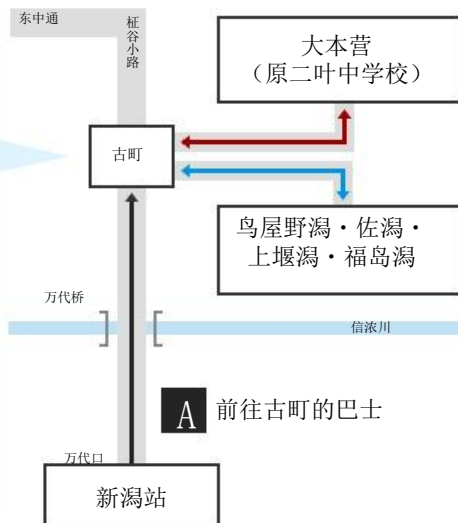 东中通
柾谷小路
大本营
（原二叶中学校）
古町
鸟屋野潟・佐潟・
上堰潟・福岛潟
万代桥
信浓川
A 前往古町的巴士
万代口
新潟站